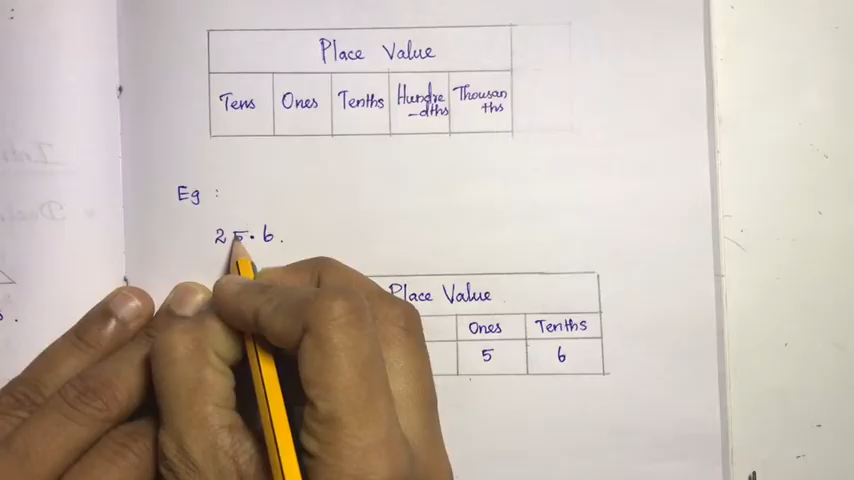 Place Value
Tens Ones Tenths Hundre Thousan
-dths ths
Eg :
25.6.
Place Value
Ones Tenths
5 6